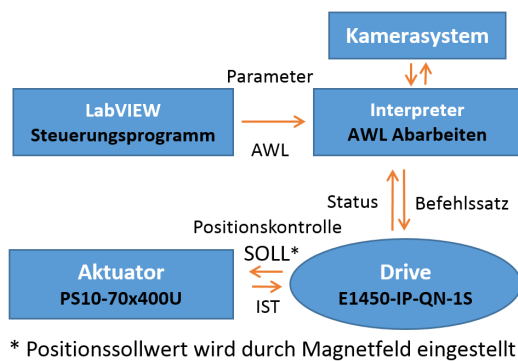 Kamerasystem
Parameter
LabVIEW
Steuerungsprogramm
AWL
Interpreter
AWL Abarbeiten
Status
Befehlssatz
Positionskontrolle
SOLL*
IST
Aktuator
PS10-70x400U
Drive
E1450-IP-QN-1S
* Positionssollwert wird durch Magnetfeld eingestellt